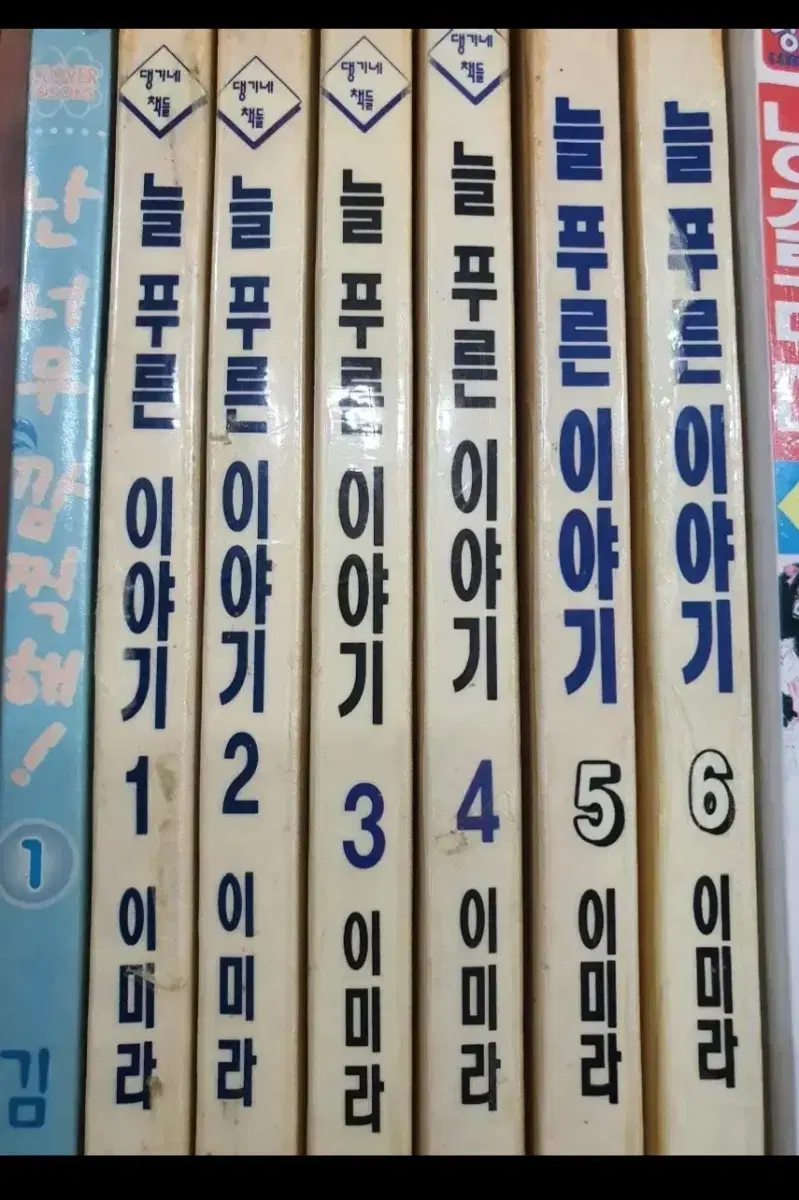 난 너무 깜찍해!
1
김
댕기네
책들
늘 푸른 이야기 1 이미라
댕기네
책들
늘 푸른 이야기 2 이미라
댕기네
책들
늘 푸른 이야기 3 이미라
댕기네
책들
늘 푸른 이야기 4 이미라
늘 푸른 이야기 5 이미라
늘 푸른 이야기 6 이미라